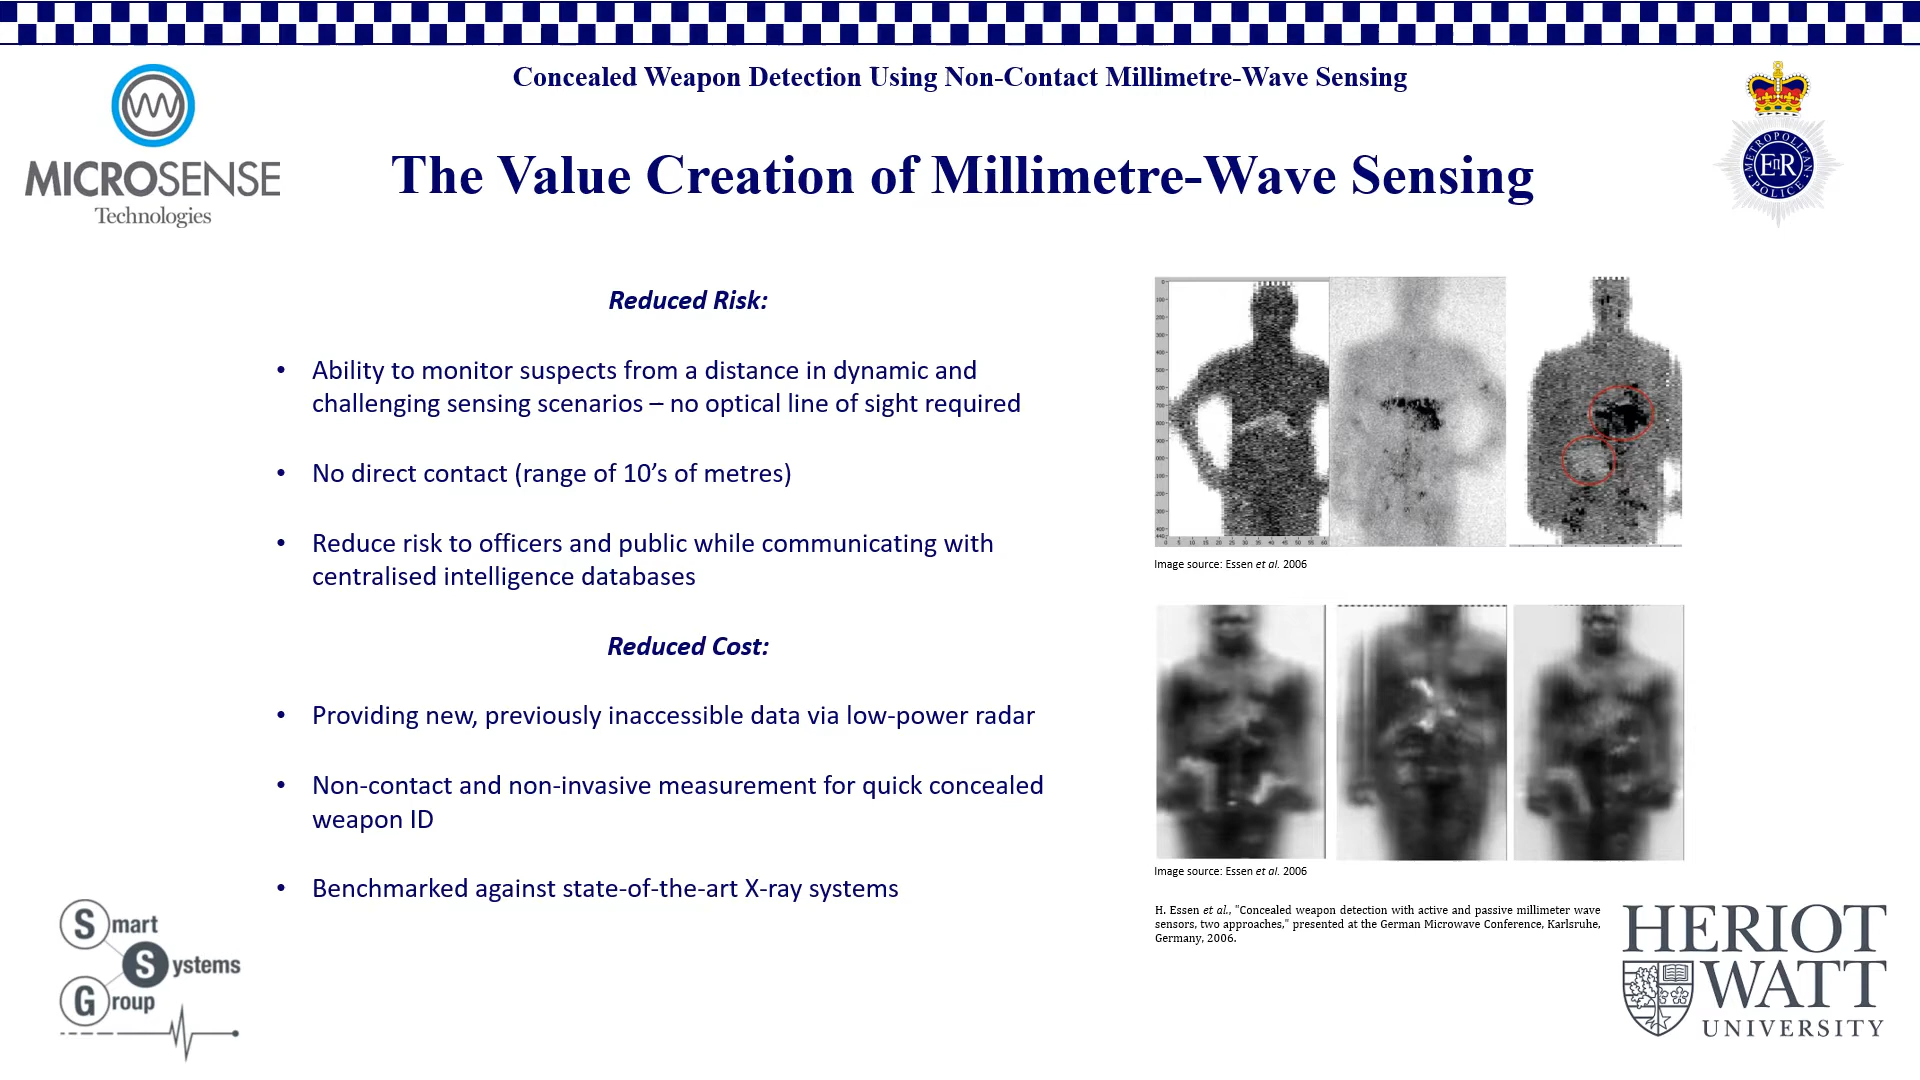 Concealed Weapon Detection Using Non-Contact Millimetre-Wave Sensing
MICROSENSE
Technologies
The Value Creation of Millimetre-Wave Sensing
METROPOLITAN
EIIR
POLICE
Reduced Risk:
• Ability to monitor suspects from a distance in dynamic and
challenging sensing scenarios – no optical line of sight required
• No direct contact (range of 10’s of metres)
• Reduce risk to officers and public while communicating with
centralised intelligence databases
Reduced Cost:
• Providing new, previously inaccessible data via low-power radar
• Non-contact and non-invasive measurement for quick concealed
weapon ID
• Benchmarked against state-of-the-art X-ray systems
Image source: Essen et al. 2006
Image source: Essen et al. 2006
H. Essen et al., "Concealed weapon detection with active and passive millimeter wave
sensors, two approaches," presented at the German Microwave Conference, Karlsruhe,
Germany, 2006.
Smart
Systems
Group
HERIOT
WATT
UNIVERSITY